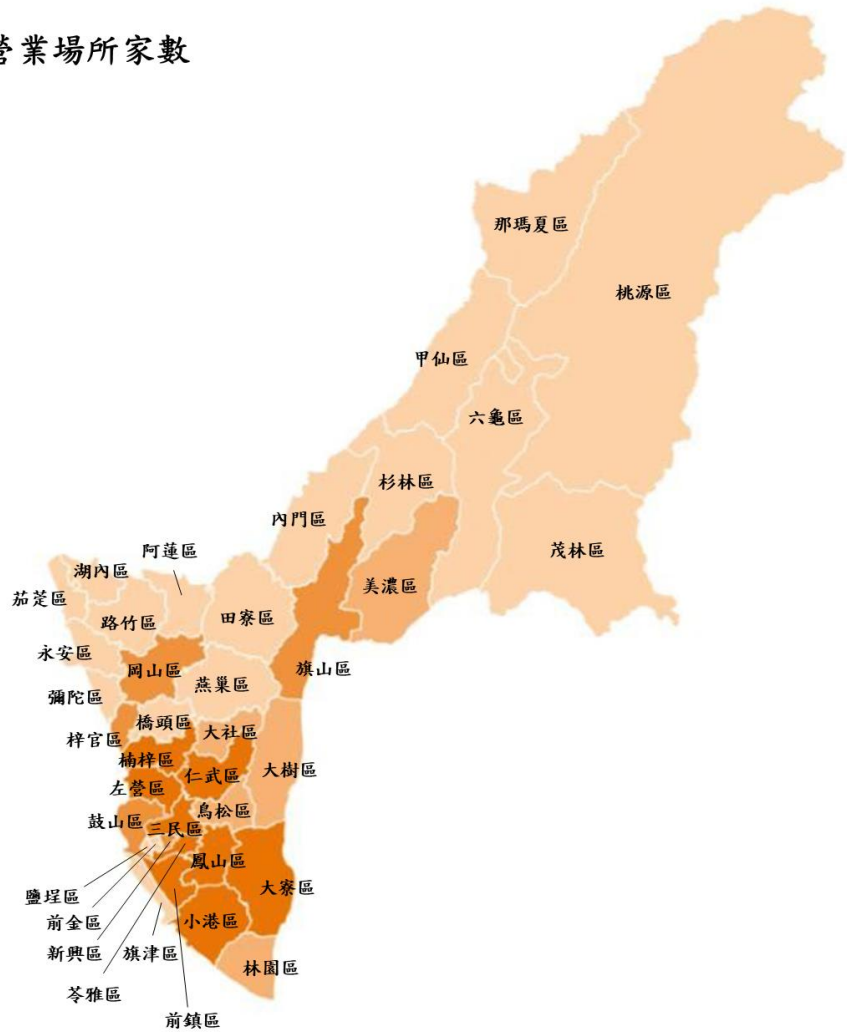 營業場所家數
那瑪夏區
桃源區
甲仙區
六龜區
杉林區
內門區
茂林區
阿蓮區
湖內區
美濃區
茄萣區
路竹區
田寮區
永安區
岡山區
旗山區
燕巢區
彌陀區
橋頭區
大社區
梓官區
楠梓區
仁武區
大樹區
左營區
鳥松區
鼓山區
三民區
鳳山區
大寮區
鹽埕區
前金區
小港區
新興區
旗津區
林園區
苓雅區
前鎮區